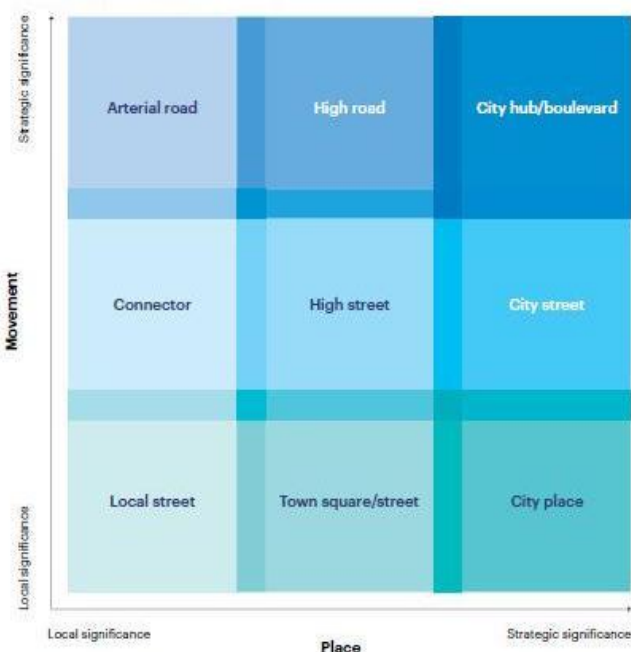 Strategic significance
Movement
Local significance
Arterial road
High road
City hub/boulevard
Connector
High street
City street
Local street
Town square/street
City place
Local significance
Place
Strategic significance